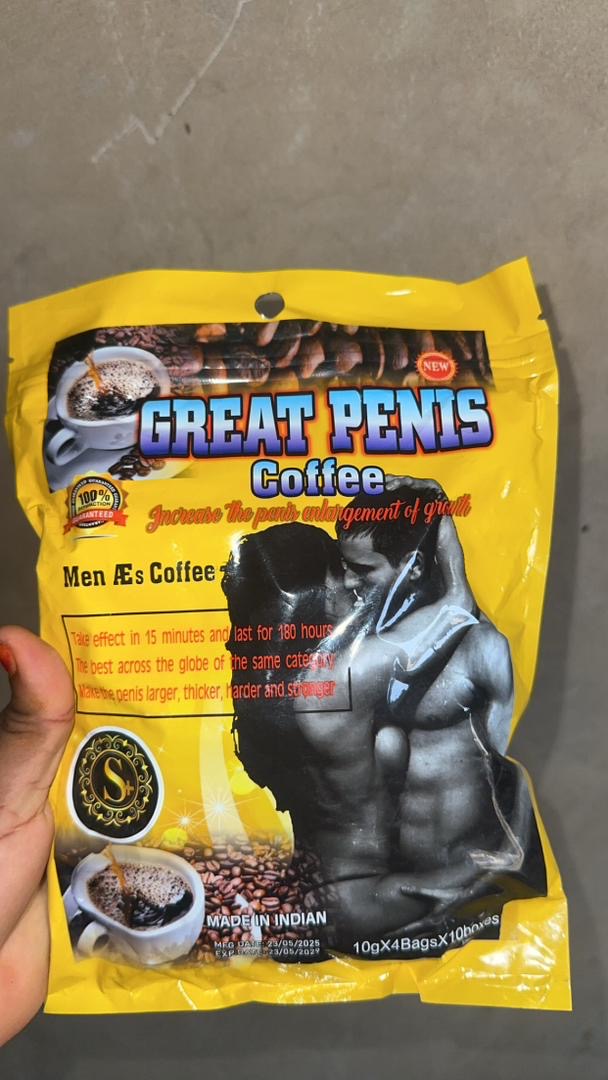 NEW
GREAT PENIS
Coffee
100%
SATISFACTION
GUARANTEED
Increase The penis enlargement of growth
Men Æs Coffee
Take effect in 15 minutes and last for 180 hours
The best across the globe of the same category
Make the penis larger, thicker, harder and stronger
S+
MADE IN INDIAN
MFG DATE: 23/05/2025
EXP DATE: 23/05/2029
10gX4BagsX10boxes